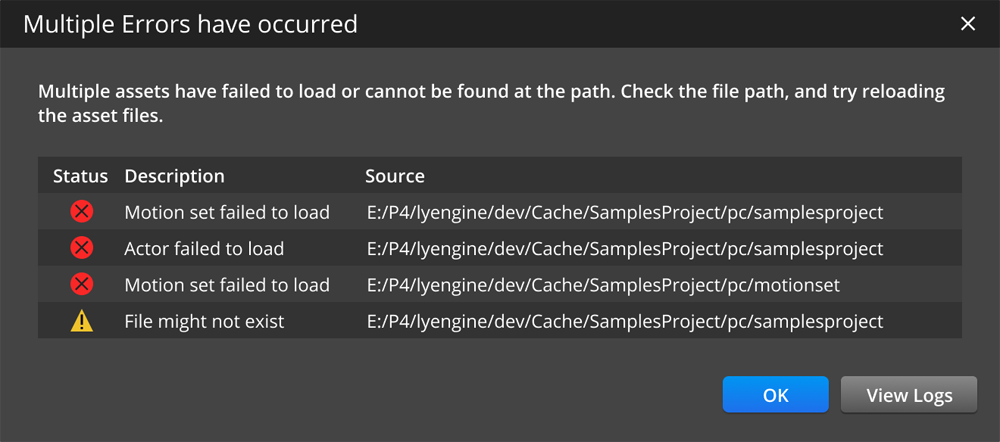 Multiple Errors have occurred
Multiple assets have failed to load or cannot be found at the path. Check the file path, and try reloading
the asset files.
Status Description Source
Motion set failed to load E:/P4/lyengine/dev/Cache/SamplesProject/pc/samplesproject
Actor failed to load E:/P4/lyengine/dev/Cache/SamplesProject/pc/samplesproject
Motion set failed to load E:/P4/lyengine/dev/Cache/SamplesProject/pc/motionset
File might not exist E:/P4/lyengine/dev/Cache/SamplesProject/pc/samplesproject
OK View Logs